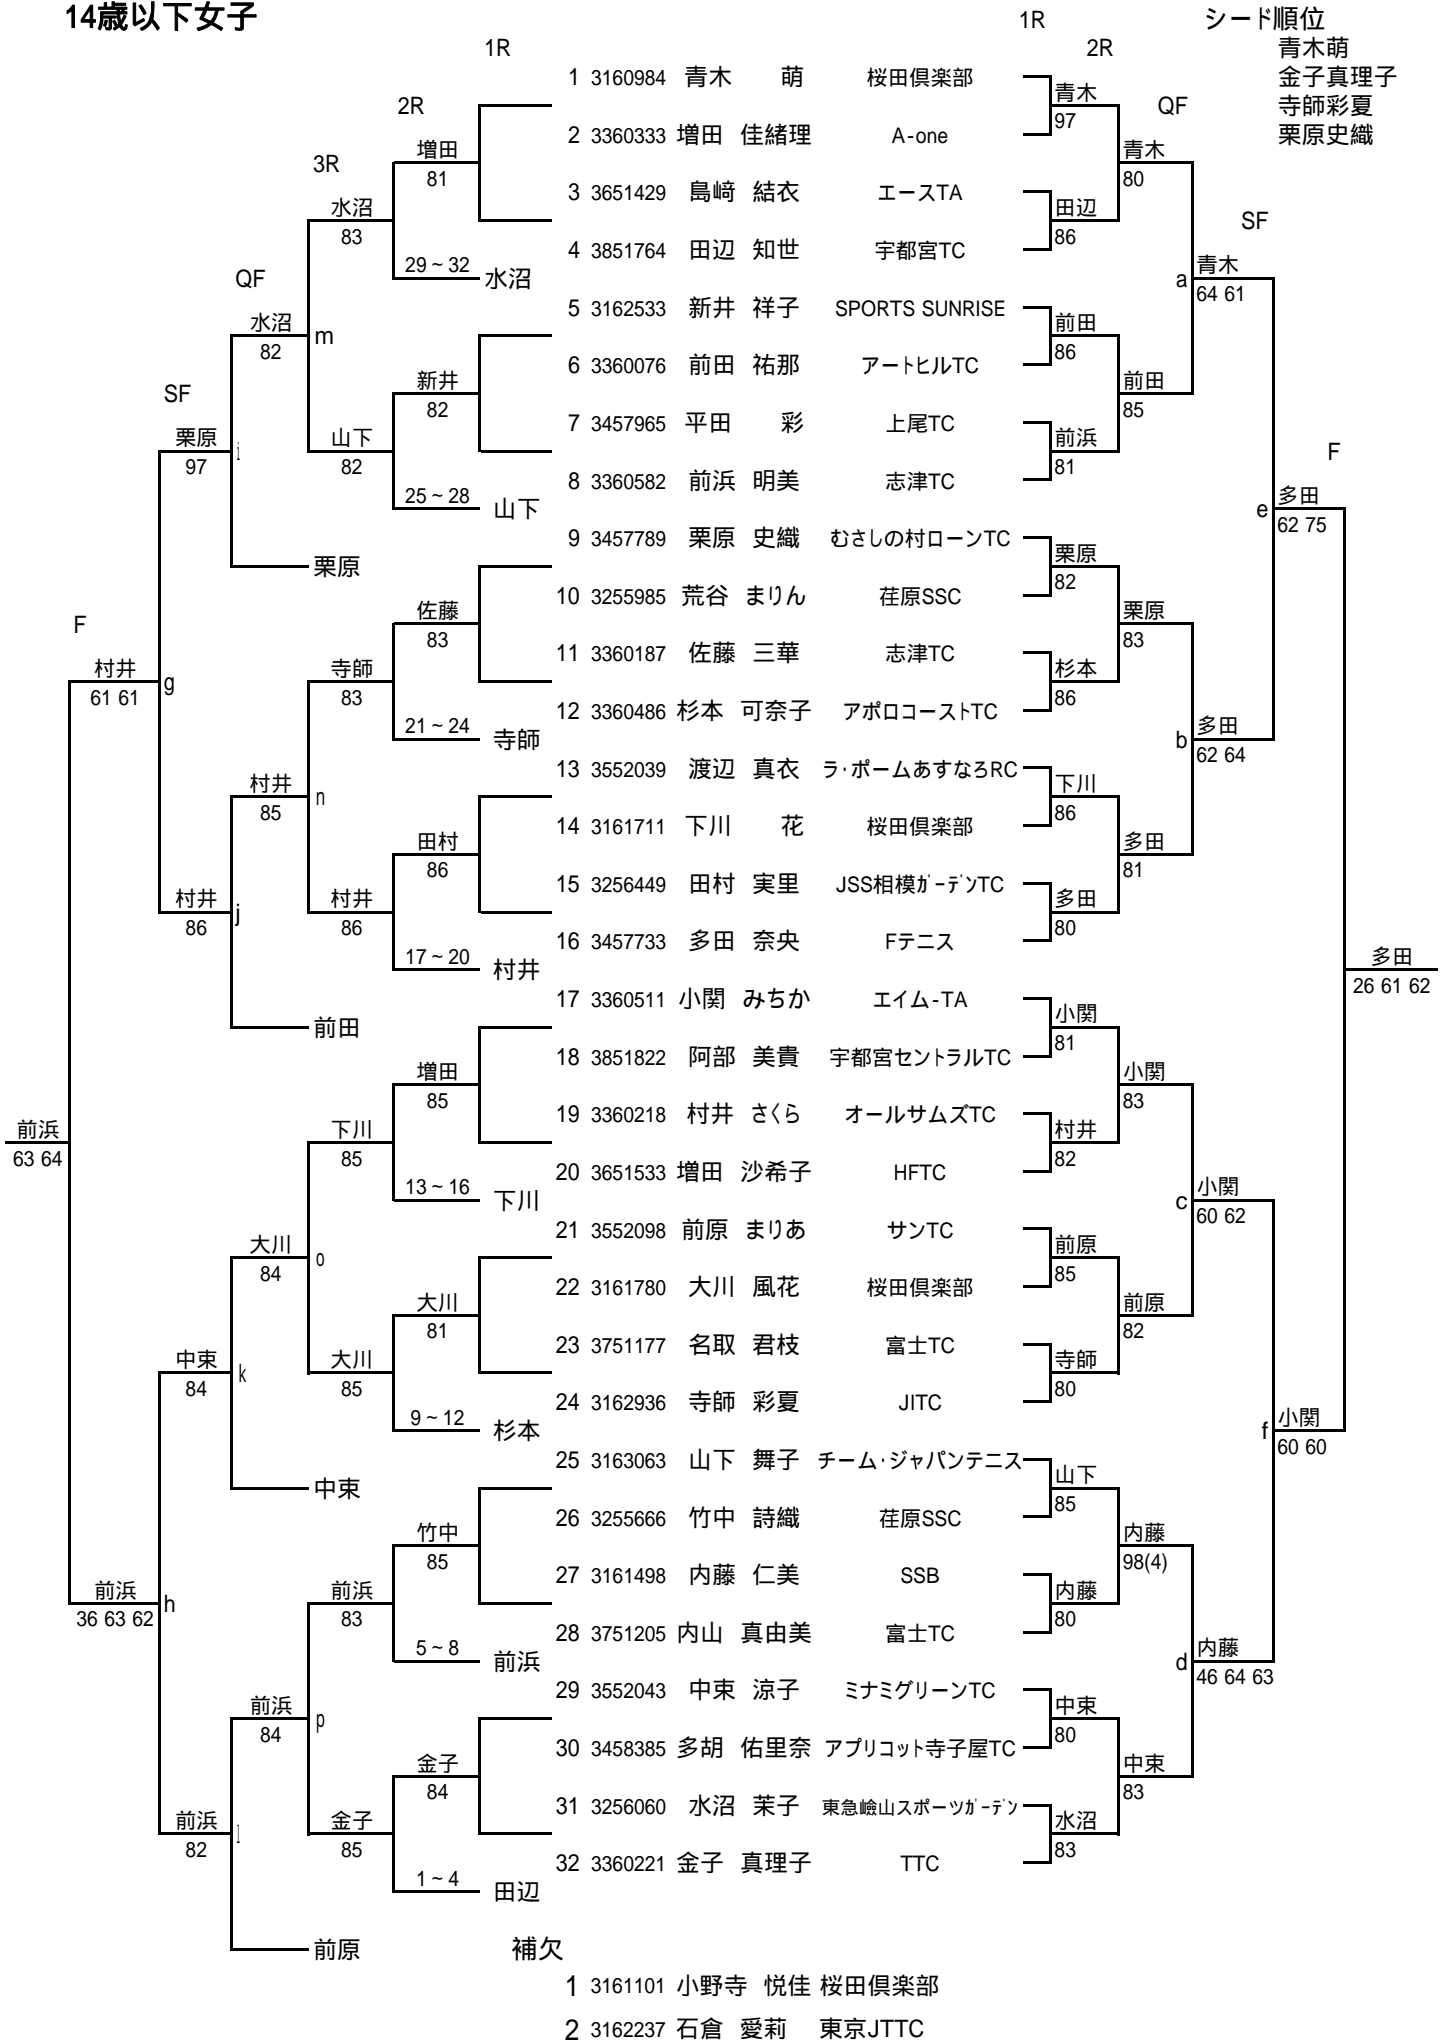 14歳以下女子
1R
シード順位
青木萌
金子真理子
寺師彩夏
栗原史織
1R
2R
QF
SF
F
2R
3R
QF
SF
F
1 3160984 青木 萌 桜田倶楽部
2 3360333 増田 佳緒理 A-one
3 3651429 島﨑 結衣 エースTA
4 3851764 田辺 知世 宇都宮TC
5 3162533 新井 祥子 SPORTS SUNRISE
6 3360076 前田 祐那 アートヒルTC
7 3457965 平田 彩 上尾TC
8 3360582 前浜 明美 志津TC
9 3457789 栗原 史織 むさしの村ローンTC
10 3255985 荒谷 まりん 荏原SSC
11 3360187 佐藤 三華 志津TC
12 3360486 杉本 可奈子 アポロコーストTC
13 3552039 渡辺 真衣 ラ・ポームあすなろRC
14 3161711 下川 花 桜田倶楽部
15 3256449 田村 実里 JSS相模ガーデンTC
16 3457733 多田 奈央 Fテニス
17 3360511 小関 みちか エイム-TA
18 3851822 阿部 美貴 宇都宮セントラルTC
19 3360218 村井 さくら オールサムズTC
20 3651533 増田 沙希子 HFTC
21 3552098 前原 まりあ サンTC
22 3161780 大川 風花 桜田倶楽部
23 3751177 名取 君枝 富士TC
24 3162936 寺師 彩夏 JITC
25 3163063 山下 舞子 チーム・ジャパンテニス
26 3255666 竹中 詩織 荏原SSC
27 3161498 内藤 仁美 SSB
28 3751205 内山 真由美 富士TC
29 3552043 中束 涼子 ミナミグリーンTC
30 3458385 多胡 佑里奈 アプリコット寺子屋TC
31 3256060 水沼 茉子 東急嶮山スポーツガーデン
32 3360221 金子 真理子 TTC
補欠
1 3161101 小野寺 悦佳 桜田倶楽部
2 3162237 石倉 愛莉 東京JTTC
青木
97
田辺
86
前田
86
前浜
81
栗原
82
杉本
86
下川
86
多田
80
小関
81
村井
82
前原
85
寺師
80
山下
85
内藤
80
中束
80
水沼
83
青木
80
前田
85
栗原
83
多田
81
小関
83
前原
82
内藤
98(4)
中束
83
a
青木
64 61
b
多田
62 64
c
小関
60 62
d
内藤
46 64 63
e
多田
62 75
f
小関
60 60
多田
26 61 62
増田
81
29～32
水沼
新井
82
25～28
山下
佐藤
83
21～24
寺師
田村
86
17～20
村井
増田
85
13～16
下川
大川
81
9～12
杉本
竹中
85
5～8
前浜
金子
84
1～4
田辺
水沼
83
山下
82
寺師
83
村井
86
下川
85
大川
85
前浜
83
金子
85
水沼
82
m
栗原
村井
85
n
前田
大川
84
o
中束
前浜
84
p
前原
栗原
97
i
村井
86
j
中束
84
k
前浜
82
l
村井
61 61
g
前浜
36 63 62
h
前浜
63 64